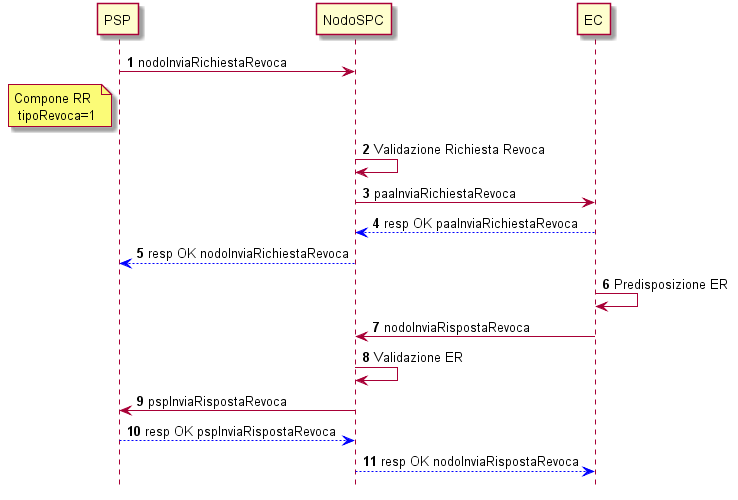 PSP
NodoSPC
EC
1 nodoInviaRichiestaRevoca
Compone RR
tipoRevoca=1
2 Validazione Richiesta Revoca
3 paaInviaRichiestaRevoca
4 resp OK paaInviaRichiestaRevoca
5 resp OK nodoInviaRichiestaRevoca
6 Predisposizione ER
7 nodoInviaRispostaRevoca
8 Validazione ER
9 pspInviaRispostaRevoca
10 resp OK pspInviaRispostaRevoca
11 resp OK nodoInviaRispostaRevoca